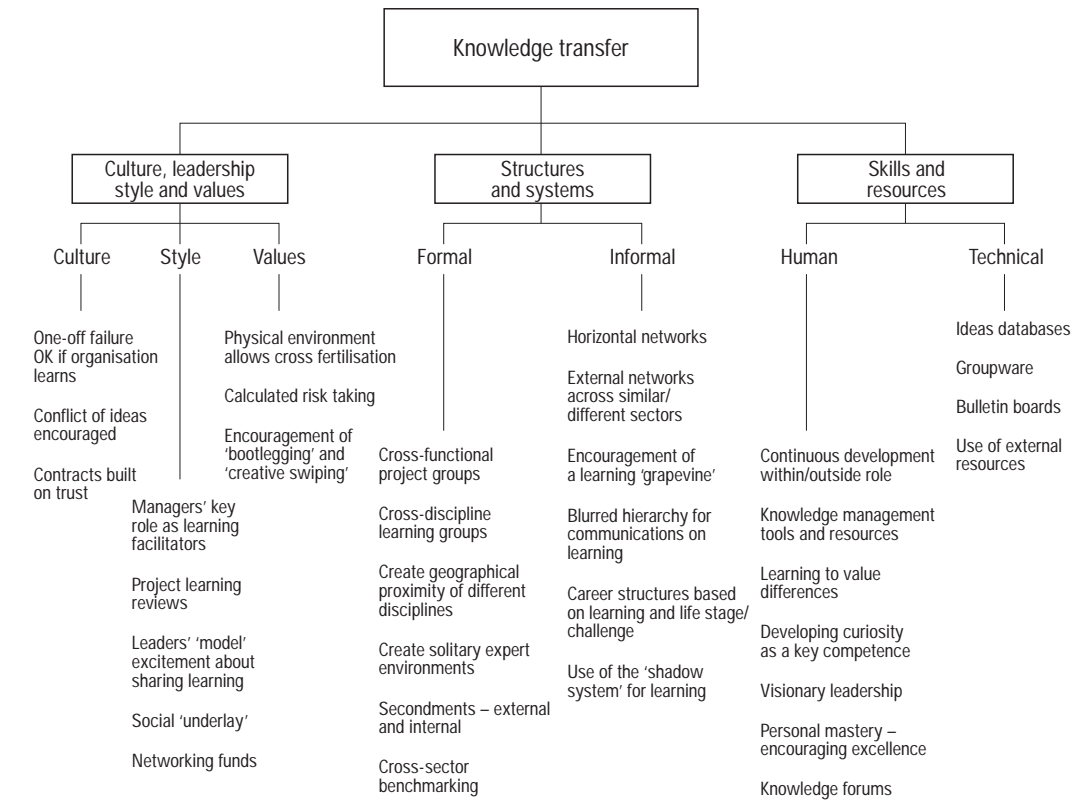 Knowledge transfer
Culture, leadership
style and values
Structures
and systems
Skills and
resources
Culture
Style
Values
Formal
Informal
Human
Technical
One-off failure
OK if organisation
learns
Conflict of ideas
encouraged
Contracts built
on trust
Managers’ key
role as learning
facilitators
Project learning
reviews
Leaders’ ‘model’
excitement about
sharing learning
Social ‘underlay’
Networking funds
Physical environment
allows cross fertilisation
Calculated risk taking
Encouragement of
‘bootlegging’ and
‘creative swiping’
Cross-functional
project groups
Cross-discipline
learning groups
Create geographical
proximity of different
disciplines
Create solitary expert
environments
Secondments – external
and internal
Cross-sector
benchmarking
Horizontal networks
External networks
across similar/
different sectors
Encouragement of
a learning ‘grapevine’
Blurred hierarchy for
communications on
learning
Career structures based
on learning and life stage/
challenge
Use of the ‘shadow
system’ for learning
Continuous development
within/outside role
Knowledge management
tools and resources
Learning to value
differences
Developing curiosity
as a key competence
Visionary leadership
Personal mastery –
encouraging excellence
Knowledge forums
Ideas databases
Groupware
Bulletin boards
Use of external
resources